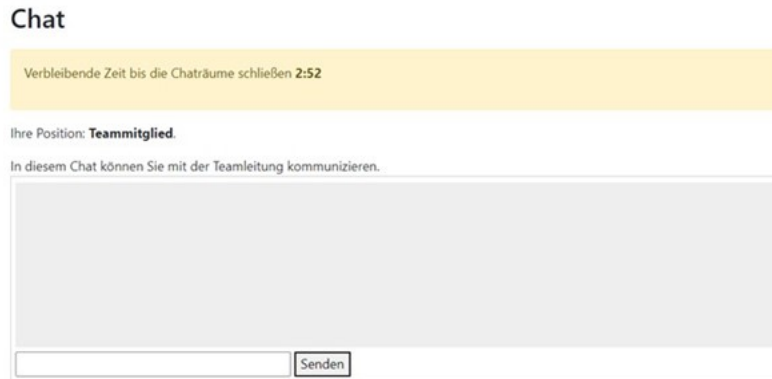 Chat
Verbleibende Zeit bis die Chaträume schließen 2:52
Ihre Position: Teammitglied.
In diesem Chat können Sie mit der Teamleitung kommunizieren.
Senden